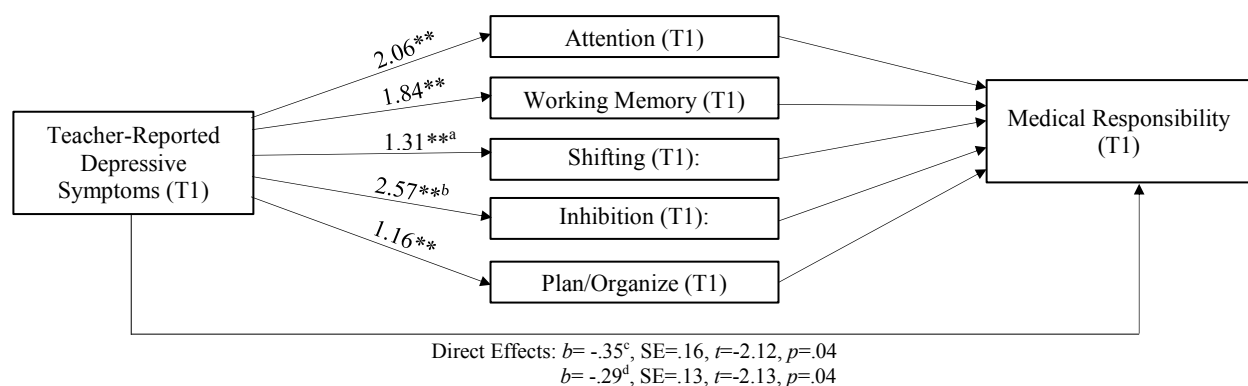 Attention (T1)
2.06**
Working Memory (T1)
1.84**
Teacher-Reported
Depressive
Symptoms (T1)
1.31**ᵃ
Shifting (T1):
Medical Responsibility
(T1)
2.57**ᵇ
Inhibition (T1):
1.16**
Plan/Organize (T1)
Direct Effects: b= -.35ᶜ, SE=.16, t=-2.12, p=.04
b= -.29ᵈ, SE=.13, t=-2.13, p=.04